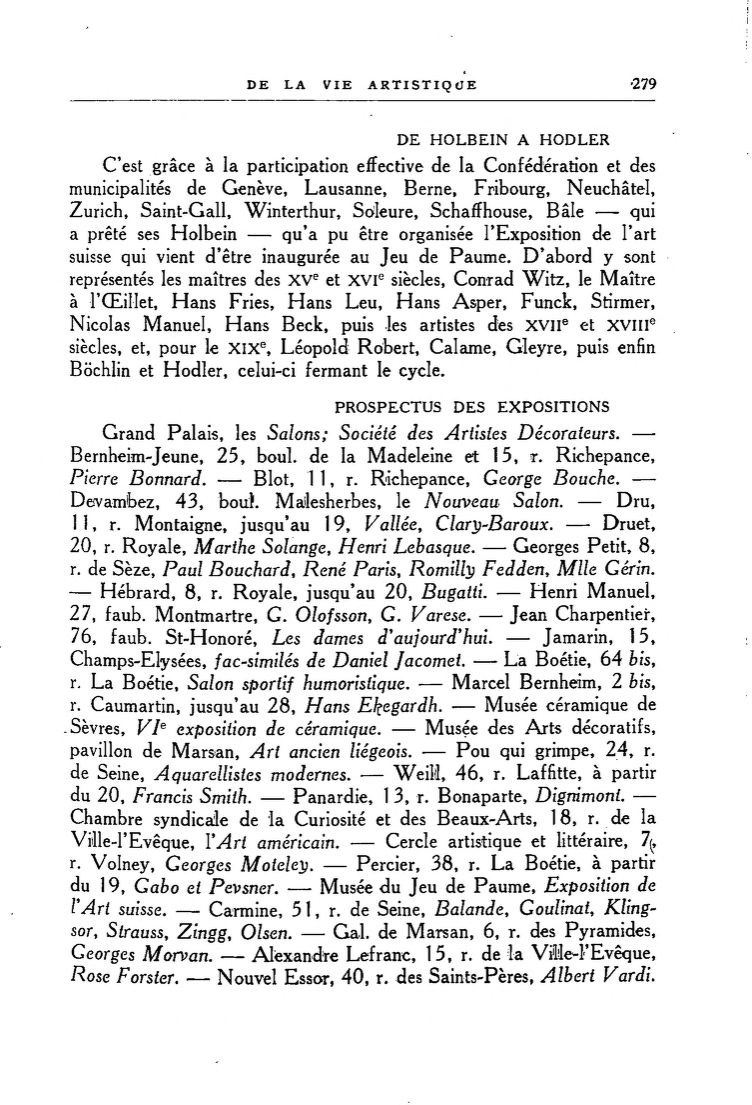 DE LA VIE ARTISTIQUE 279
DE HOLBEIN A HODLER
C'est grâce à la participation effective de la Confédération et des
municipalités de Genève, Lausanne, Berne, Fribourg, Neuchâtel,
Zurich, Saint-Gall, Winterthur, Soleure, Schaffhouse, Bâle — qui
a prêté ses Holbein — qu'a pu être organisée l'Exposition de l'art
suisse qui vient d'être inaugurée au Jeu de Paume. D'abord y sont
représentés les maîtres des XVe et XVIe siècles, Conrad Witz, le Maître
à l'Œillet, Hans Fries, Hans Leu, Hans Asper, Funck, Stirmer,
Nicolas Manuel, Hans Beck, puis les artistes des XVIIe et XVIIIe
siècles, et, pour le XIXe, Léopold Robert, Calame, Gleyre, puis enfin
Böchlin et Hodler, celui-ci fermant le cycle.
PROSPECTUS DES EXPOSITIONS
Grand Palais, les Salons; Société des Artistes Décorateurs. —
Bernheim-Jeune, 25, boul. de la Madeleine et 15, r. Richepance,
Pierre Bonnard. — Blot, 11, r. Richepance, George Bouche. —
Devambez, 43, boul. Malesherbes, le Nouveau Salon. — Dru,
11, r. Montaigne, jusqu'au 19, Vallée, Clary-Baroux. — Druet,
20, r. Royale, Marthe Solange, Henri Lebasque. — Georges Petit, 8,
r. de Sèze, Paul Bouchard, René Paris, Romilly Fedden, Mlle Gérin.
— Hébrard, 8, r. Royale, jusqu'au 20, Bugatti. — Henri Manuel,
27, faub. Montmartre, G. Olofsson, G. Varese. — Jean Charpentier,
76, faub. St-Honoré, Les dames d'aujourd'hui. — Jamarin, 15,
Champs-Elysées, fac-similés de Daniel Jacomet. — La Boétie, 64 bis,
r. La Boétie, Salon sportif humoristique. — Marcel Bernheim, 2 bis,
r. Caumartin, jusqu'au 28, Hans Ekegardh. — Musée céramique de
Sèvres, VIe exposition de céramique. — Musée des Arts décoratifs,
pavillon de Marsan, Art ancien liégeois. — Pou qui grimpe, 24, r.
de Seine, Aquarellistes modernes. — Weill, 46, r. Laffitte, à partir
du 20, Francis Smith. — Panardie, 13, r. Bonaparte, Dignimont. —
Chambre syndicale de la Curiosité et des Beaux-Arts, 18, r. de la
Ville-l'Evêque, l'Art américain. — Cercle artistique et littéraire, 7,
r. Volney, Georges Moteley. — Percier, 38, r. La Boétie, à partir
du 19, Gabo et Pevsner. — Musée du Jeu de Paume, Exposition de
l'Art suisse. — Carmine, 51, r. de Seine, Balande, Goulinat, Kling-
sor, Strauss, Zingg, Olsen. — Gal. de Marsan, 6, r. des Pyramides,
Georges Morvan. — Alexandre Lefranc, 15, r. de la Ville-l'Evêque,
Rose Forster. — Nouvel Essor, 40, r. des Saints-Pères, Albert Vardi.